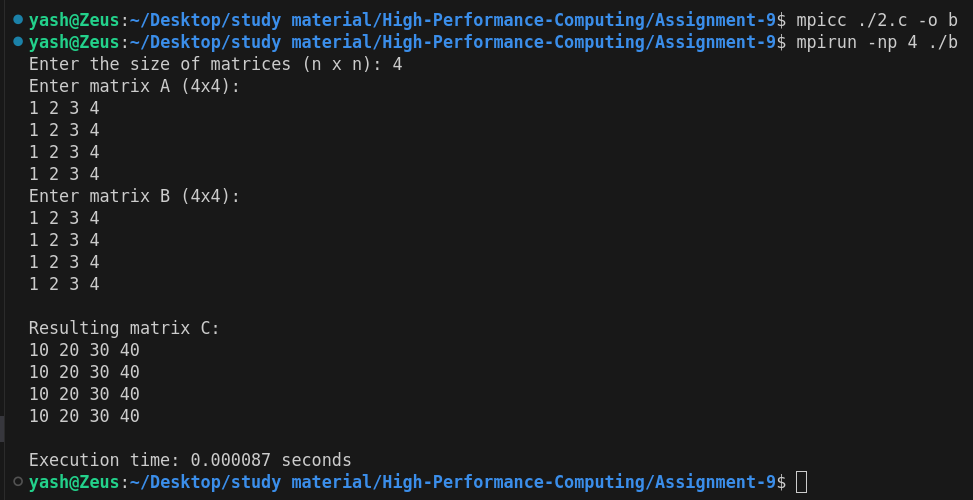 yash@Zeus:~/Desktop/study material/High-Performance-Computing/Assignment-9$ mpicc ./2.c -o b
yash@Zeus:~/Desktop/study material/High-Performance-Computing/Assignment-9$ mpirun -np 4 ./b
Enter the size of matrices (n x n): 4
Enter matrix A (4x4):
1 2 3 4
1 2 3 4
1 2 3 4
1 2 3 4
Enter matrix B (4x4):
1 2 3 4
1 2 3 4
1 2 3 4
1 2 3 4

Resulting matrix C:
10 20 30 40
10 20 30 40
10 20 30 40
10 20 30 40

Execution time: 0.000087 seconds
yash@Zeus:~/Desktop/study material/High-Performance-Computing/Assignment-9$